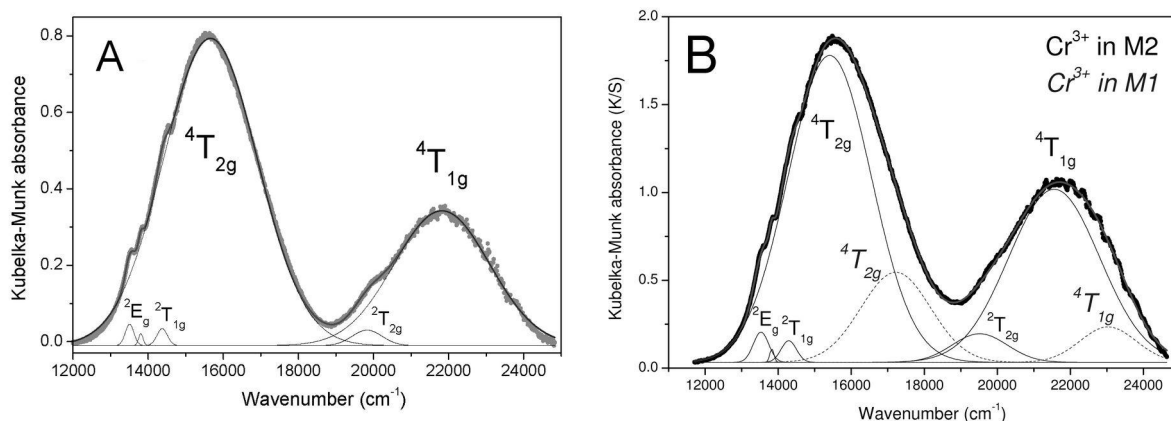 A
Kubelka-Munk absorbance
0.8
0.6
0.4
0.2
0.0
⁴T₂g
⁴T₁g
²Eg
²T₁g
²T₂g
12000 14000 16000 18000 20000 22000 24000
Wavenumber (cm⁻¹)
B
Cr³⁺ in M2
Cr³⁺ in M1
Kubelka-Munk absorbance (K/S)
2.0
1.5
1.0
0.5
0.0
⁴T₂g
⁴T₁g
⁴T₂g
⁴T₁g
²Eg
²T₁g
²T₂g
12000 14000 16000 18000 20000 22000 24000
Wavenumber (cm⁻¹)